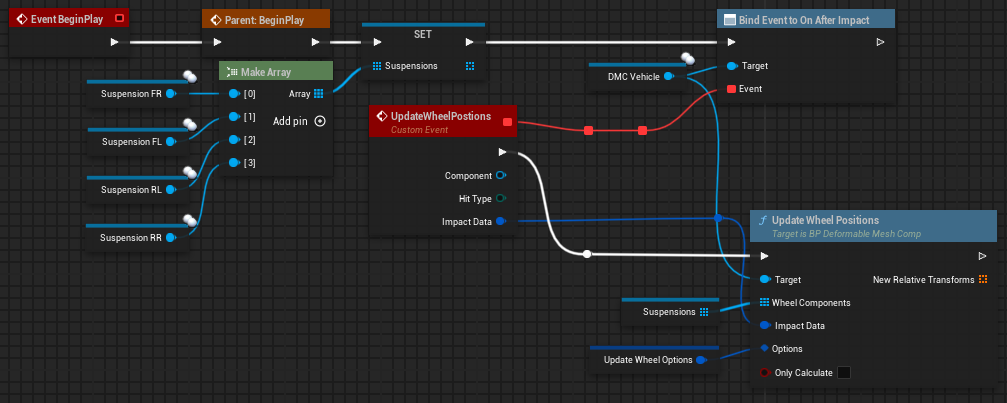 Event BeginPlay
Parent: BeginPlay
SET
Suspensions
Bind Event to On After Impact
Target
Event
DMC Vehicle
Make Array
[0]
Array
[1]
Add pin
[2]
[3]
Suspension FR
Suspension FL
Suspension RL
Suspension RR
UpdateWheelPostions
Custom Event
Component
Hit Type
Impact Data
Update Wheel Positions
Target is BP Deformable Mesh Comp
Target
New Relative Transforms
Wheel Components
Impact Data
Options
Only Calculate
Suspensions
Update Wheel Options